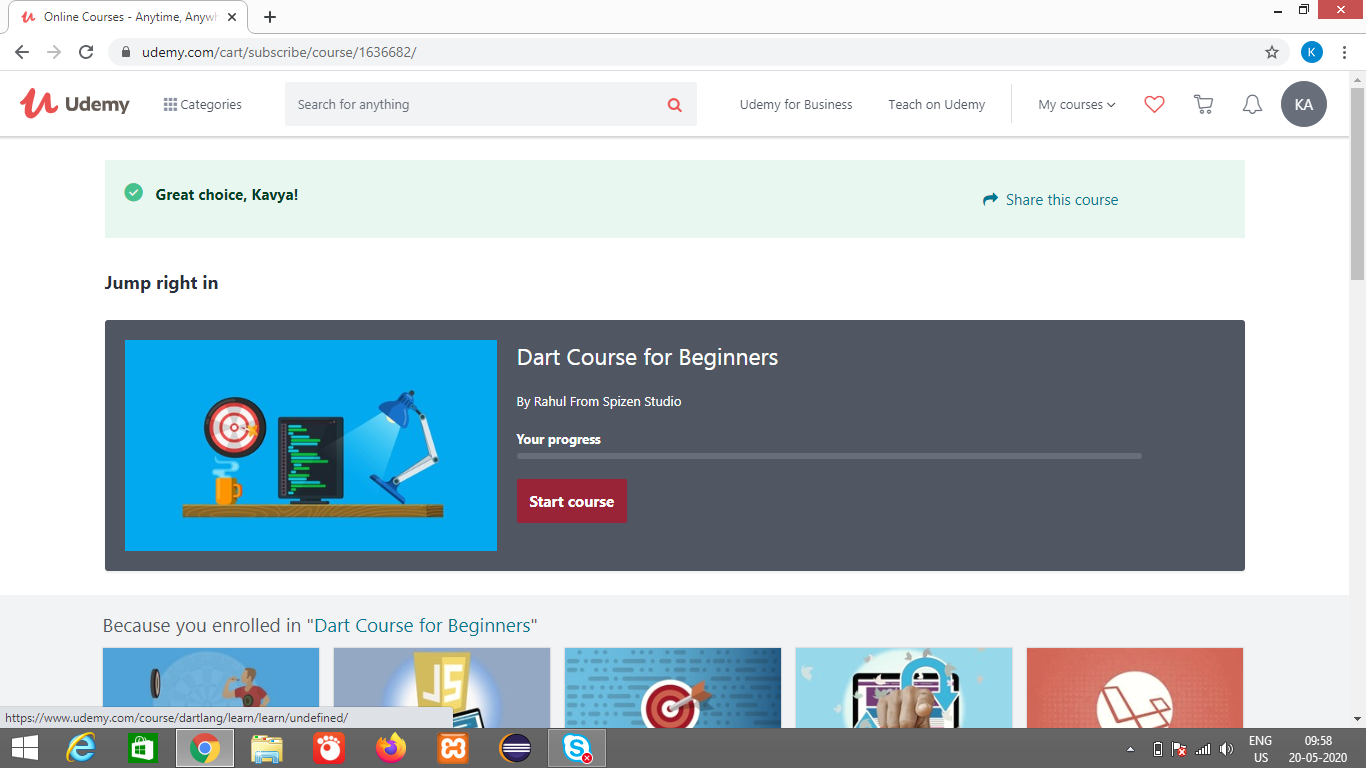 Online Courses - Anytime, Anywh
udemy.com/cart/subscribe/course/1636682/
K
Udemy
Categories
Search for anything
Udemy for Business
Teach on Udemy
My courses
KA
Great choice, Kavya!
Share this course
Jump right in
Dart Course for Beginners
By Rahul From Spizen Studio
Your progress
Start course
Because you enrolled in "Dart Course for Beginners"
JS
https://www.udemy.com/course/dartlang/learn/learn/undefined/
ENG
US
09:58
20-05-2020